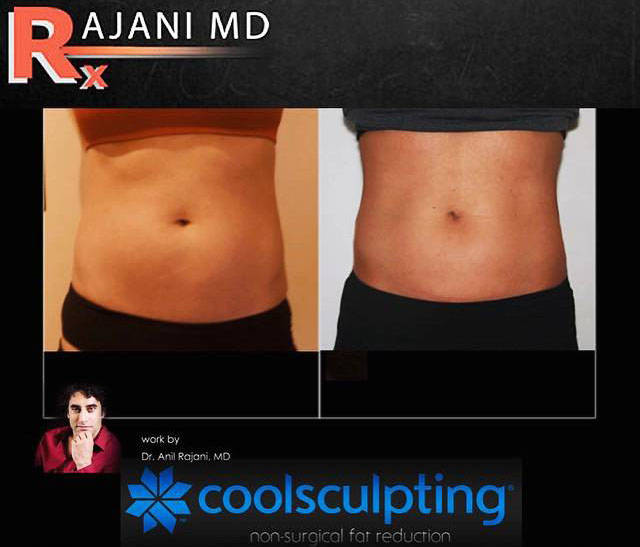 RAJANI MD
Rx
work by
Dr. Anil Rajani, MD
coolsculpting®
non-surgical fat reduction